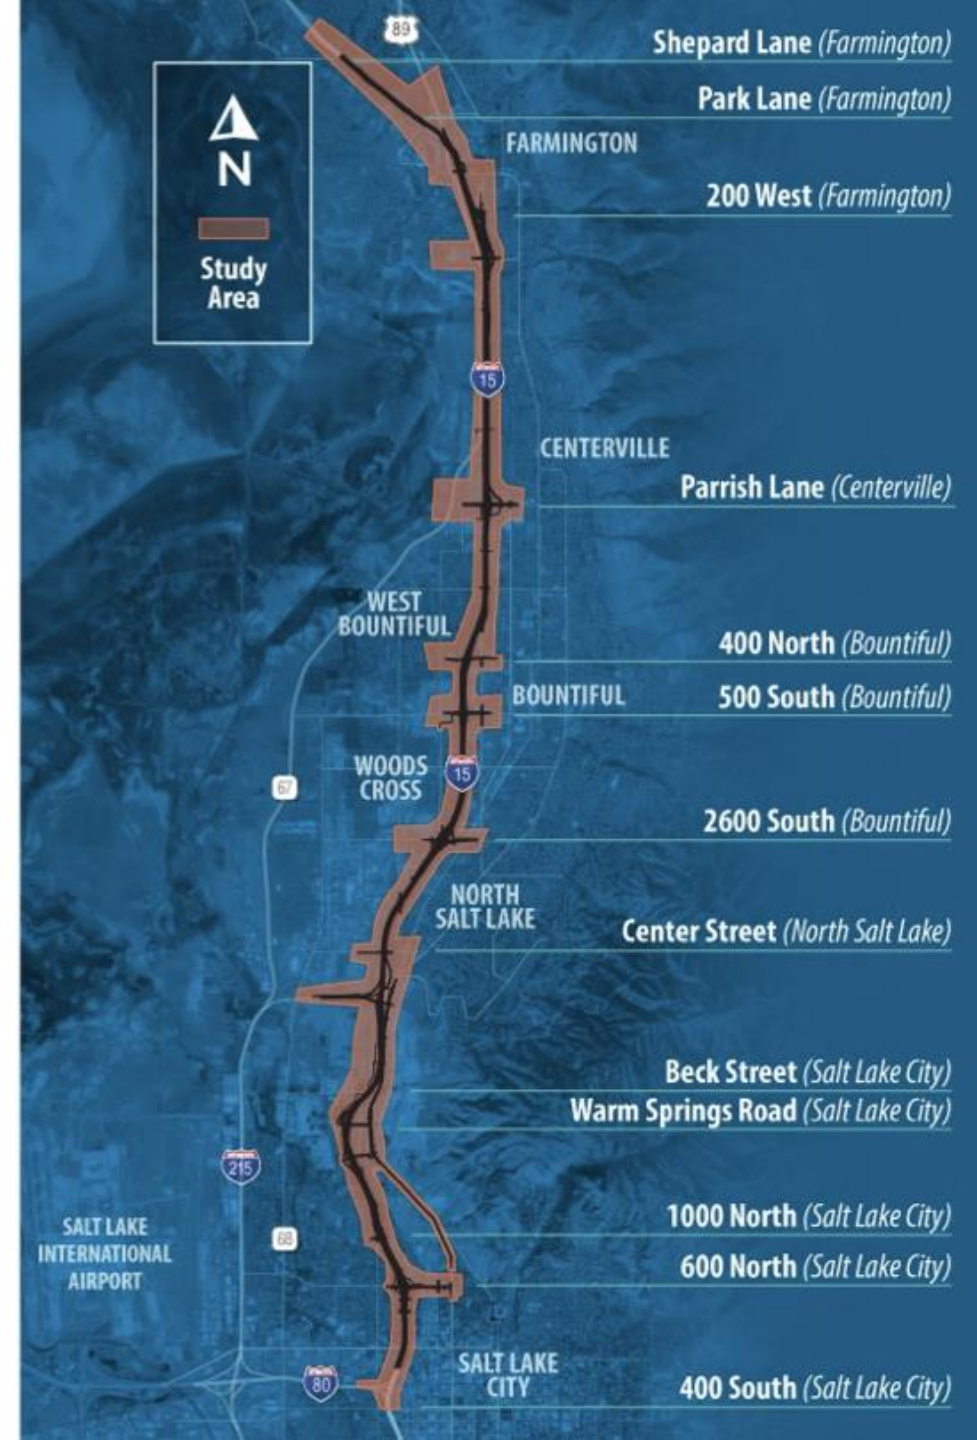 89
Shepard Lane (Farmington)
Park Lane (Farmington)
N
FARMINGTON
200 West (Farmington)
Study
Area
15
CENTERVILLE
Parrish Lane (Centerville)
WEST
BOUNTIFUL
400 North (Bountiful)
BOUNTIFUL
500 South (Bountiful)
WOODS
CROSS
15
67
2600 South (Bountiful)
NORTH
SALT LAKE
Center Street (North Salt Lake)
Beck Street (Salt Lake City)
Warm Springs Road (Salt Lake City)
215
1000 North (Salt Lake City)
SALT LAKE
INTERNATIONAL
AIRPORT
68
600 North (Salt Lake City)
SALT LAKE
CITY
80
400 South (Salt Lake City)